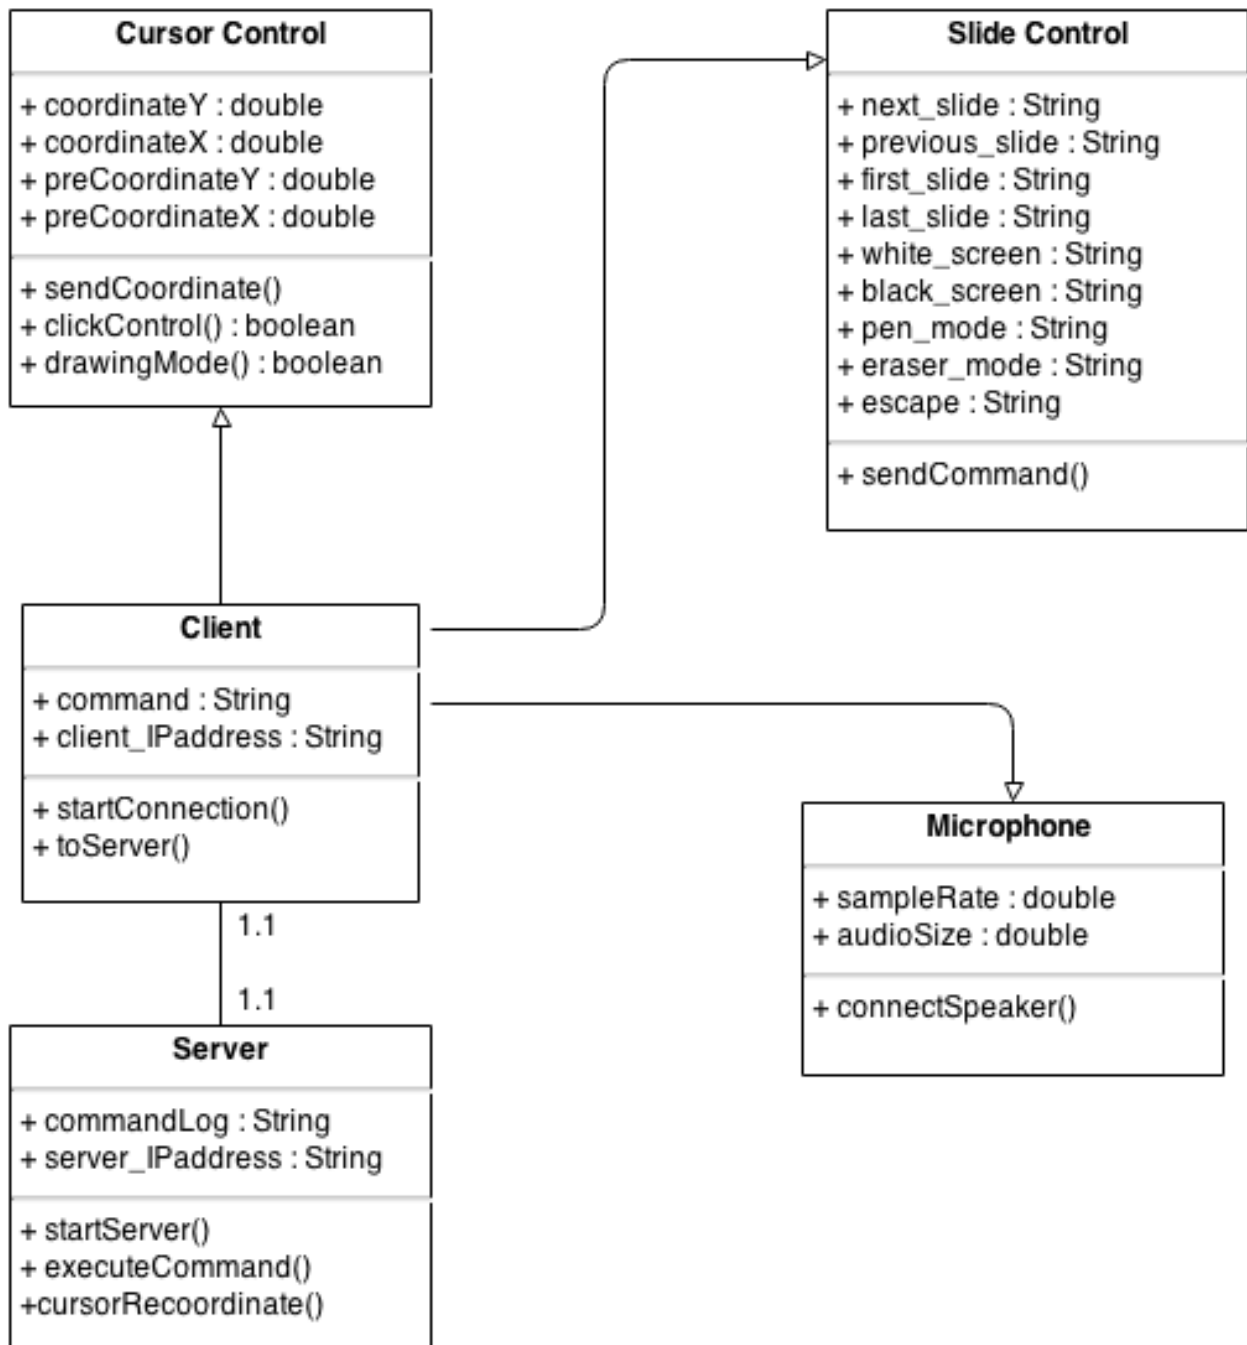 Cursor Control
+ coordinateY : double
+ coordinateX : double
+ preCoordinateY : double
+ preCoordinateX : double
+ sendCoordinate()
+ clickControl() : boolean
+ drawingMode() : boolean
Slide Control
+ next_slide : String
+ previous_slide : String
+ first_slide : String
+ last_slide : String
+ white_screen : String
+ black_screen : String
+ pen_mode : String
+ eraser_mode : String
+ escape : String
+ sendCommand()
Client
+ command : String
+ client_IPaddress : String
+ startConnection()
+ toServer()
1.1
1.1
Microphone
+ sampleRate : double
+ audioSize : double
+ connectSpeaker()
Server
+ commandLog : String
+ server_IPaddress : String
+ startServer()
+ executeCommand()
+cursorRecoordinate()